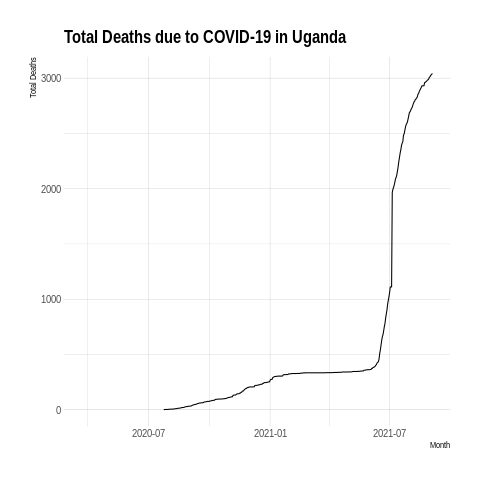 Total Deaths due to COVID-19 in Uganda
Total Deaths
3000
2000
1000
0
2020-07
2021-01
2021-07
Month